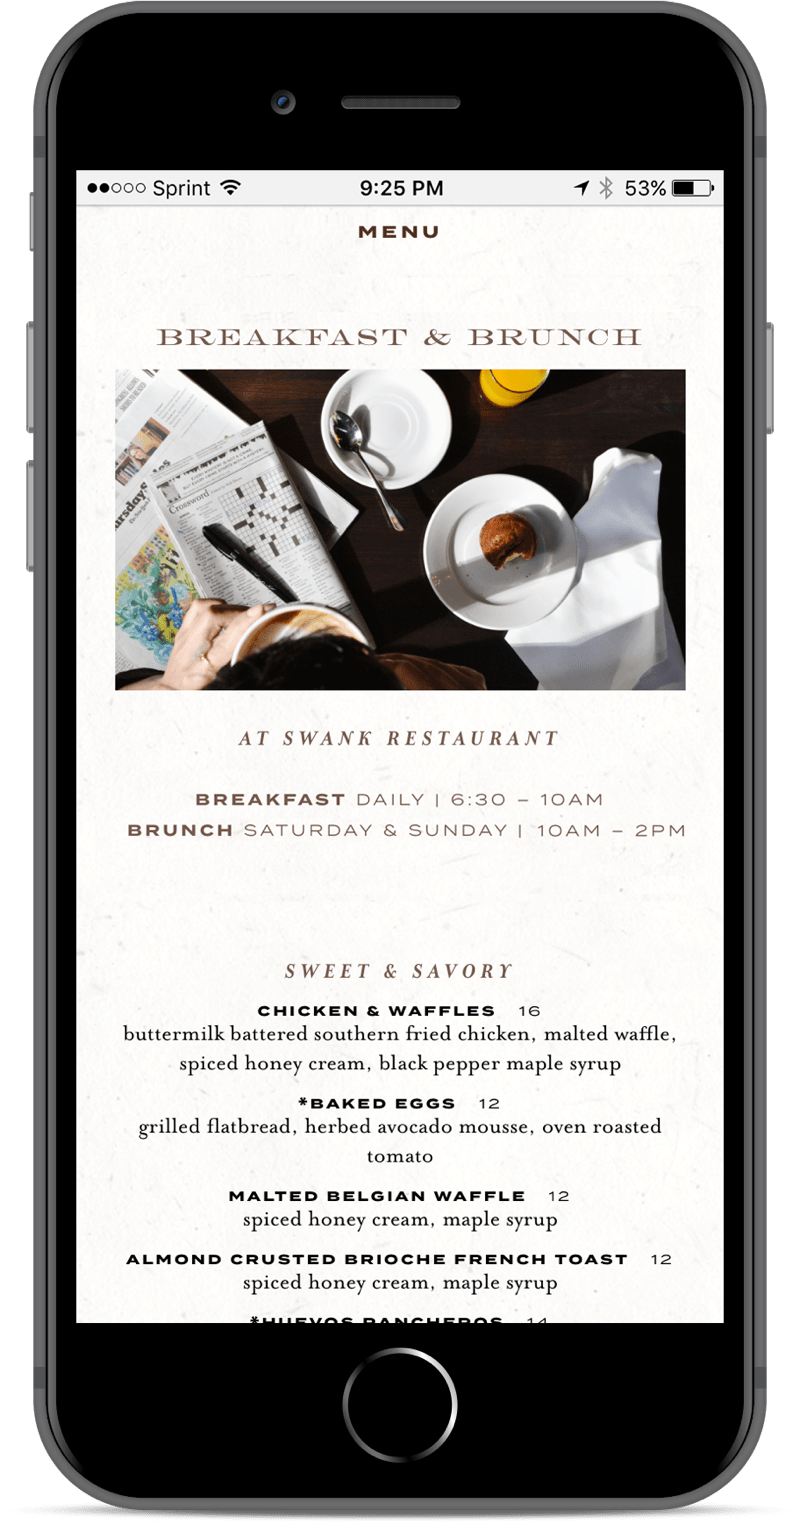 Sprint 9:25 PM 53%
MENU
BREAKFAST & BRUNCH
Crossword
AT SWANK RESTAURANT
BREAKFAST DAILY | 6:30 – 10AM
BRUNCH SATURDAY & SUNDAY | 10AM – 2PM
SWEET & SAVORY
CHICKEN & WAFFLES 16
buttermilk battered southern fried chicken, malted waffle,
spiced honey cream, black pepper maple syrup
*BAKED EGGS 12
grilled flatbread, herbed avocado mousse, oven roasted
tomato
MALTED BELGIAN WAFFLE 12
spiced honey cream, maple syrup
ALMOND CRUSTED BRIOCHE FRENCH TOAST 12
spiced honey cream, maple syrup
*HUEVOS RANCHEROS 14